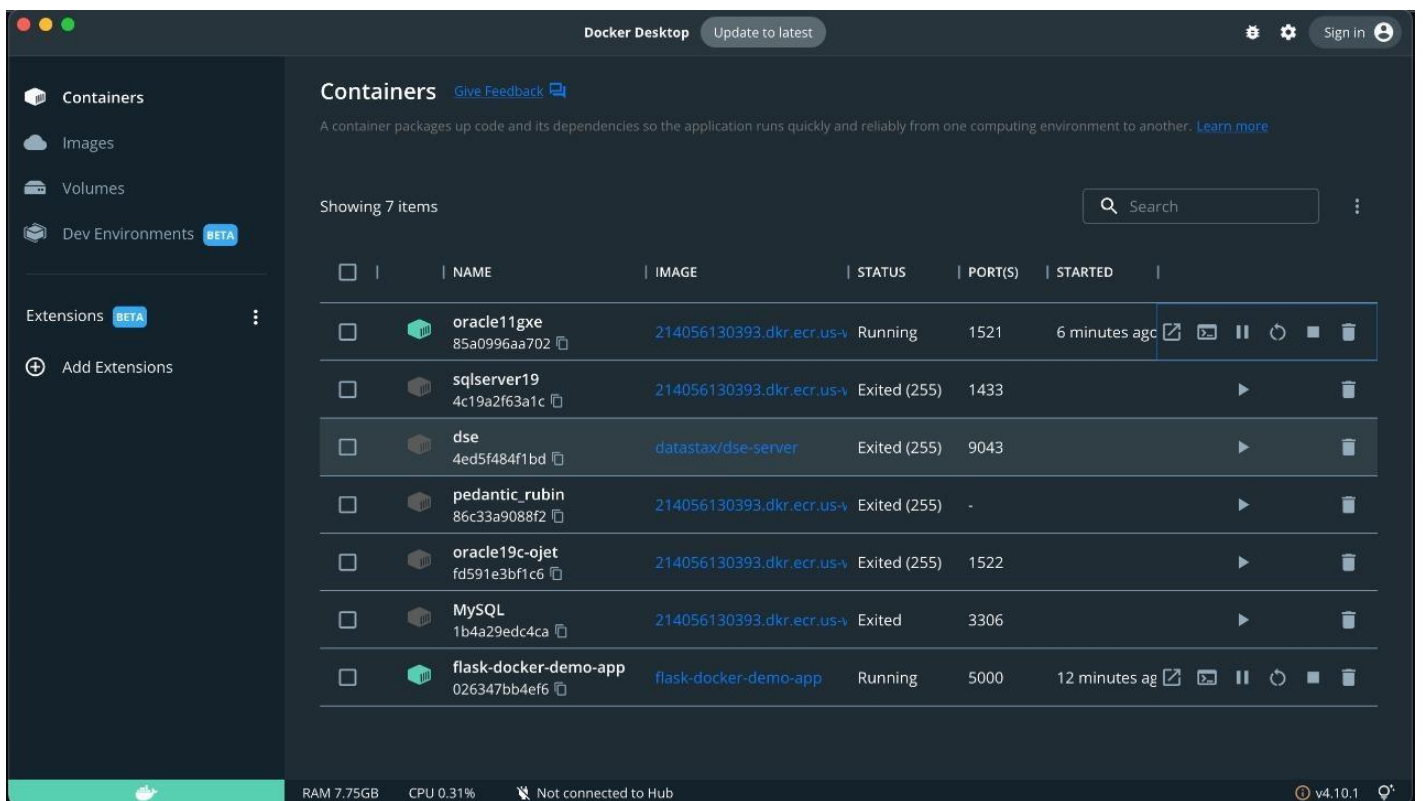 Docker Desktop Update to latest Sign in
Containers
Images
Volumes
Dev Environments BETA
Extensions BETA
Add Extensions
Containers Give Feedback
A container packages up code and its dependencies so the application runs quickly and reliably from one computing environment to another. Learn more
Showing 7 items Search
NAME IMAGE STATUS PORT(S) STARTED
oracle11gxe
85a0996aa702
214056130393.dkr.ecr.us-v Running 1521 6 minutes ago
sqlserver19
4c19a2f63a1c
214056130393.dkr.ecr.us-v Exited (255) 1433
dse
4ed5f484f1bd
datastax/dse-server Exited (255) 9043
pedantic_rubin
86c33a9088f2
214056130393.dkr.ecr.us-v Exited (255) -
oracle19c-ojet
fd591e3bf1c6
214056130393.dkr.ecr.us-v Exited (255) 1522
MySQL
1b4a29edc4ca
214056130393.dkr.ecr.us-v Exited 3306
flask-docker-demo-app
026347bb4ef6
flask-docker-demo-app Running 5000 12 minutes ag
RAM 7.75GB CPU 0.31% Not connected to Hub v4.10.1